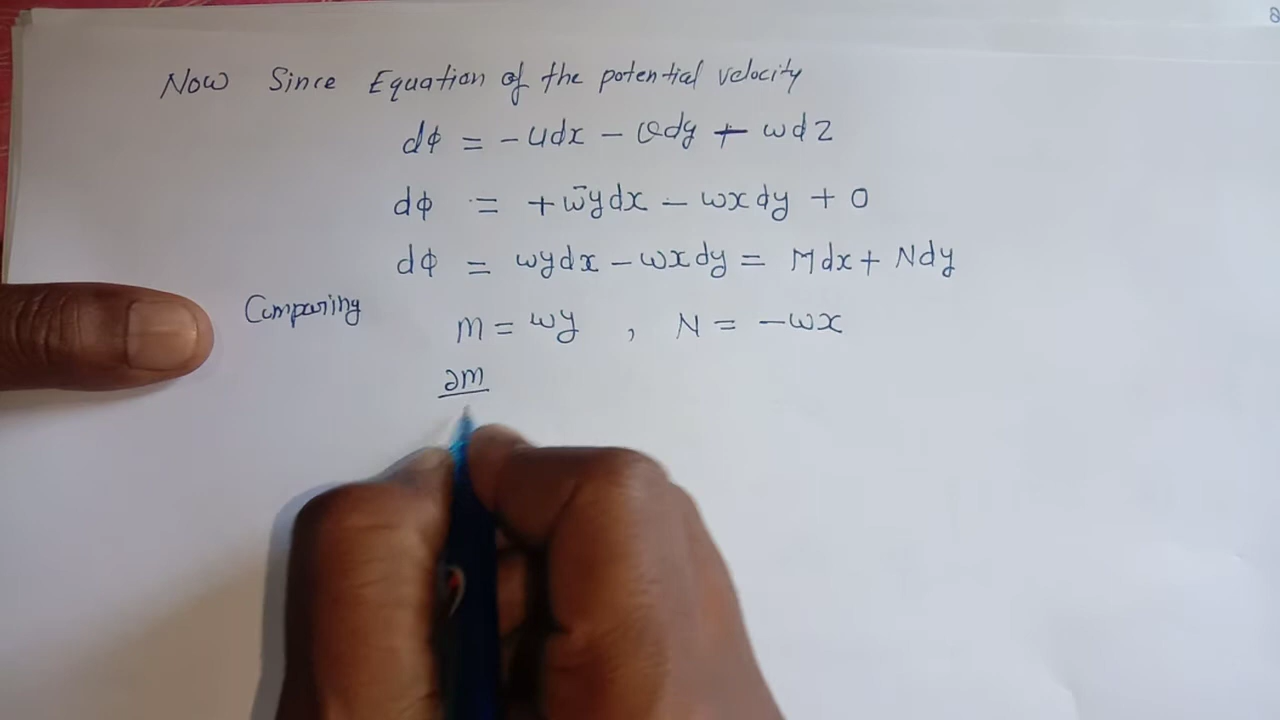 Now Since Equation of the potential velocity
dφ = -udx - vdy + wdz
dφ = +ωydx - ωxdy + 0
dφ = ωydx - ωxdy = Mdx + Ndy
Comparing
M = ωy , N = -ωx
∂m